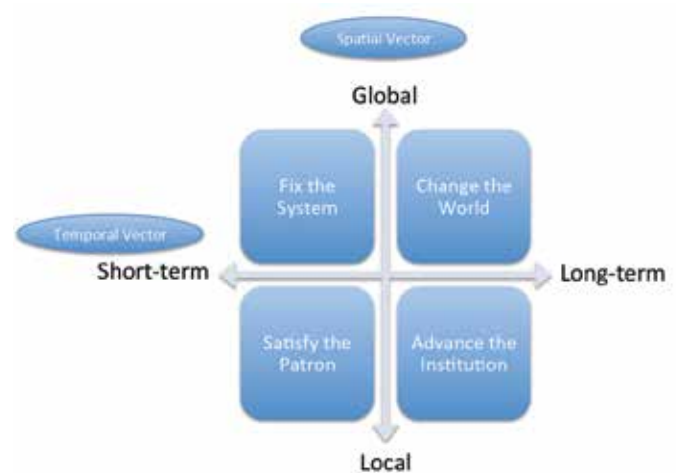 Spatial Vector
Global
Fix the
System
Change the
World
Temporal Vector
Short-term
Long-term
Satisfy the
Patron
Advance the
Institution
Local